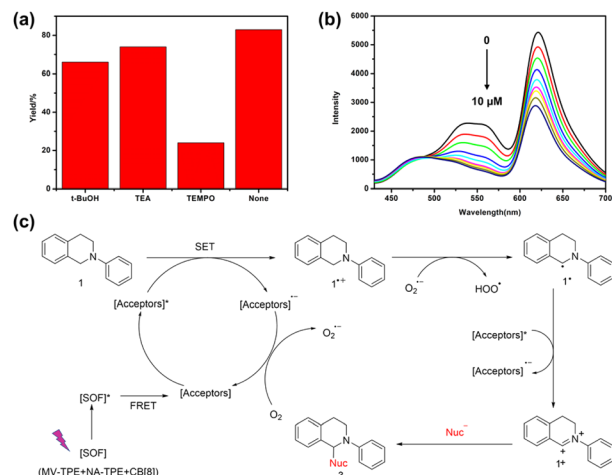 (a)
80
60
40
20
0
Yield/%
t-BuOH TEA TEMPO None
(b)
6000
5000
4000
3000
2000
1000
0
Intensity
0
10 μM
450 500 550 600 650 700
Wavelength(nm)
(c)
N
1
SET
N
1•+
O2•−
HOO•
N
1•
[Acceptors]*
[Acceptors]•−
O2•−
[Acceptors]*
[Acceptors]•−
[SOF]*
FRET
[Acceptors]
O2
[SOF]
(MV-TPE+NA-TPE+CB[8])
N
Nuc
3
Nuc−
N
+
+
1+